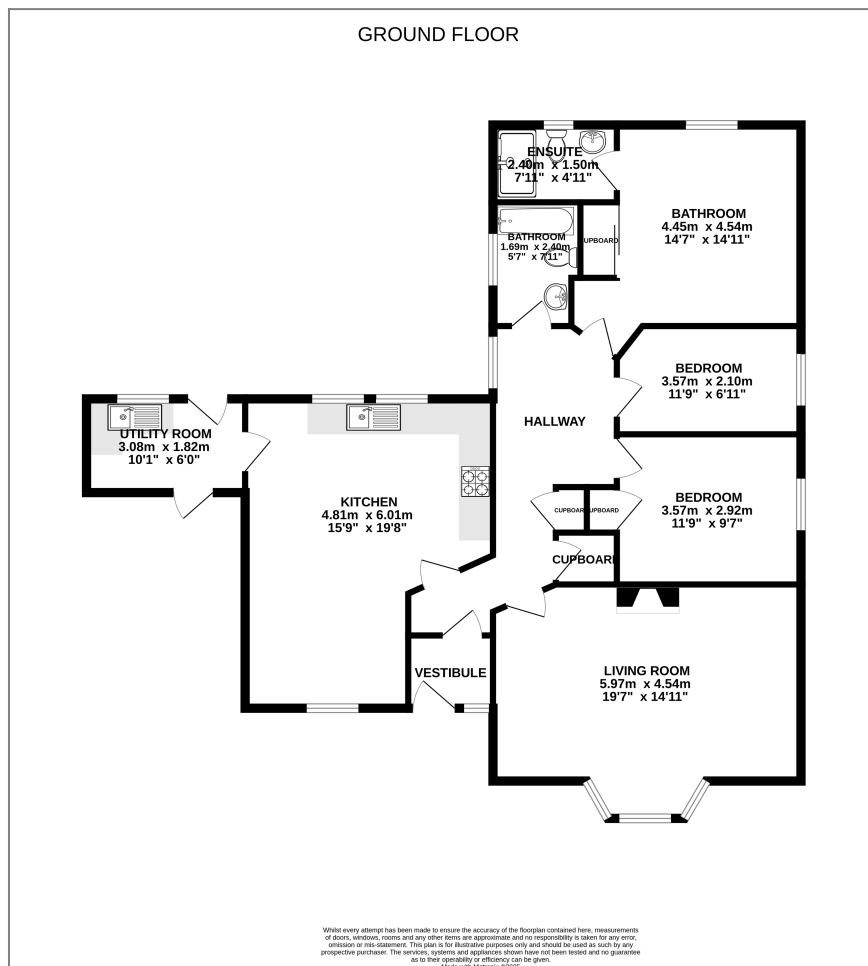 GROUND FLOOR
ENSUITE
2.40m x 1.50m
7'11" x 4'11"
BATHROOM
4.45m x 4.54m
14'7" x 14'11"
UPBOARD
BATHROOM
1.69m x 2.40m
5'7" x 7'11"
BEDROOM
3.57m x 2.10m
11'9" x 6'11"
HALLWAY
UTILITY ROOM
3.08m x 1.82m
10'1" x 6'0"
KITCHEN
4.81m x 6.01m
15'9" x 19'8"
BEDROOM
3.57m x 2.92m
11'9" x 9'7"
CUPBOAR
UPBOARD
CUPBOARD
VESTIBULE
LIVING ROOM
5.97m x 4.54m
19'7" x 14'11"
Whilst every attempt has been made to ensure the accuracy of the floorplan contained here, measurements
of doors, windows, rooms and any other items are approximate and no responsibility is taken for any error,
omission or mis-statement. This plan is for illustrative purposes only and should be used as such by any
prospective purchaser. The services, systems and appliances shown have not been tested and no guarantee
as to their operability or efficiency can be given.
Made with Metropix ©2025